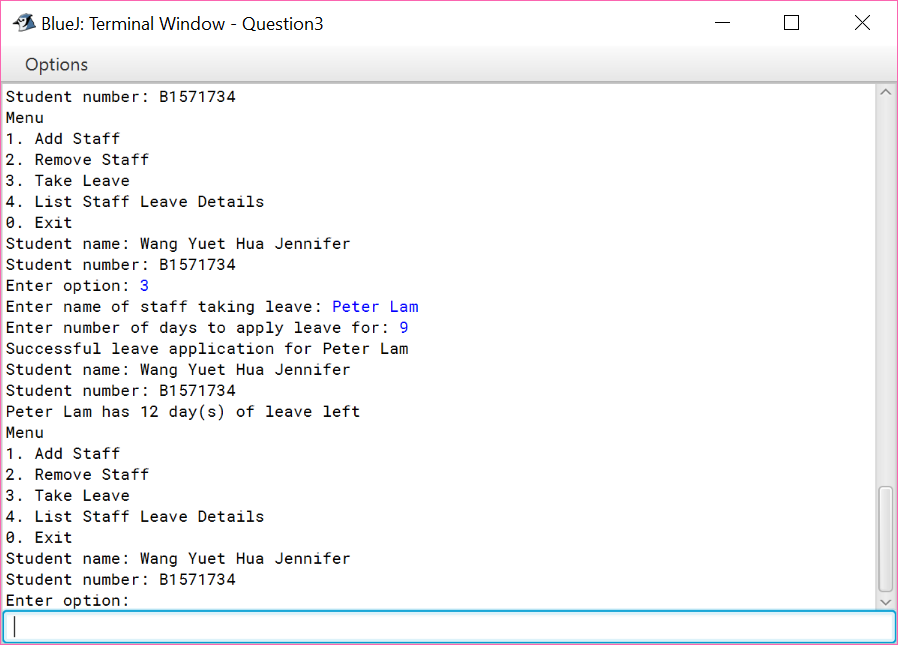 BlueJ: Terminal Window - Question3
Options
Student number: B1571734
Menu
1. Add Staff
2. Remove Staff
3. Take Leave
4. List Staff Leave Details
0. Exit
Student name: Wang Yuet Hua Jennifer
Student number: B1571734
Enter option: 3
Enter name of staff taking leave: Peter Lam
Enter number of days to apply leave for: 9
Successful leave application for Peter Lam
Student name: Wang Yuet Hua Jennifer
Student number: B1571734
Peter Lam has 12 day(s) of leave left
Menu
1. Add Staff
2. Remove Staff
3. Take Leave
4. List Staff Leave Details
0. Exit
Student name: Wang Yuet Hua Jennifer
Student number: B1571734
Enter option: